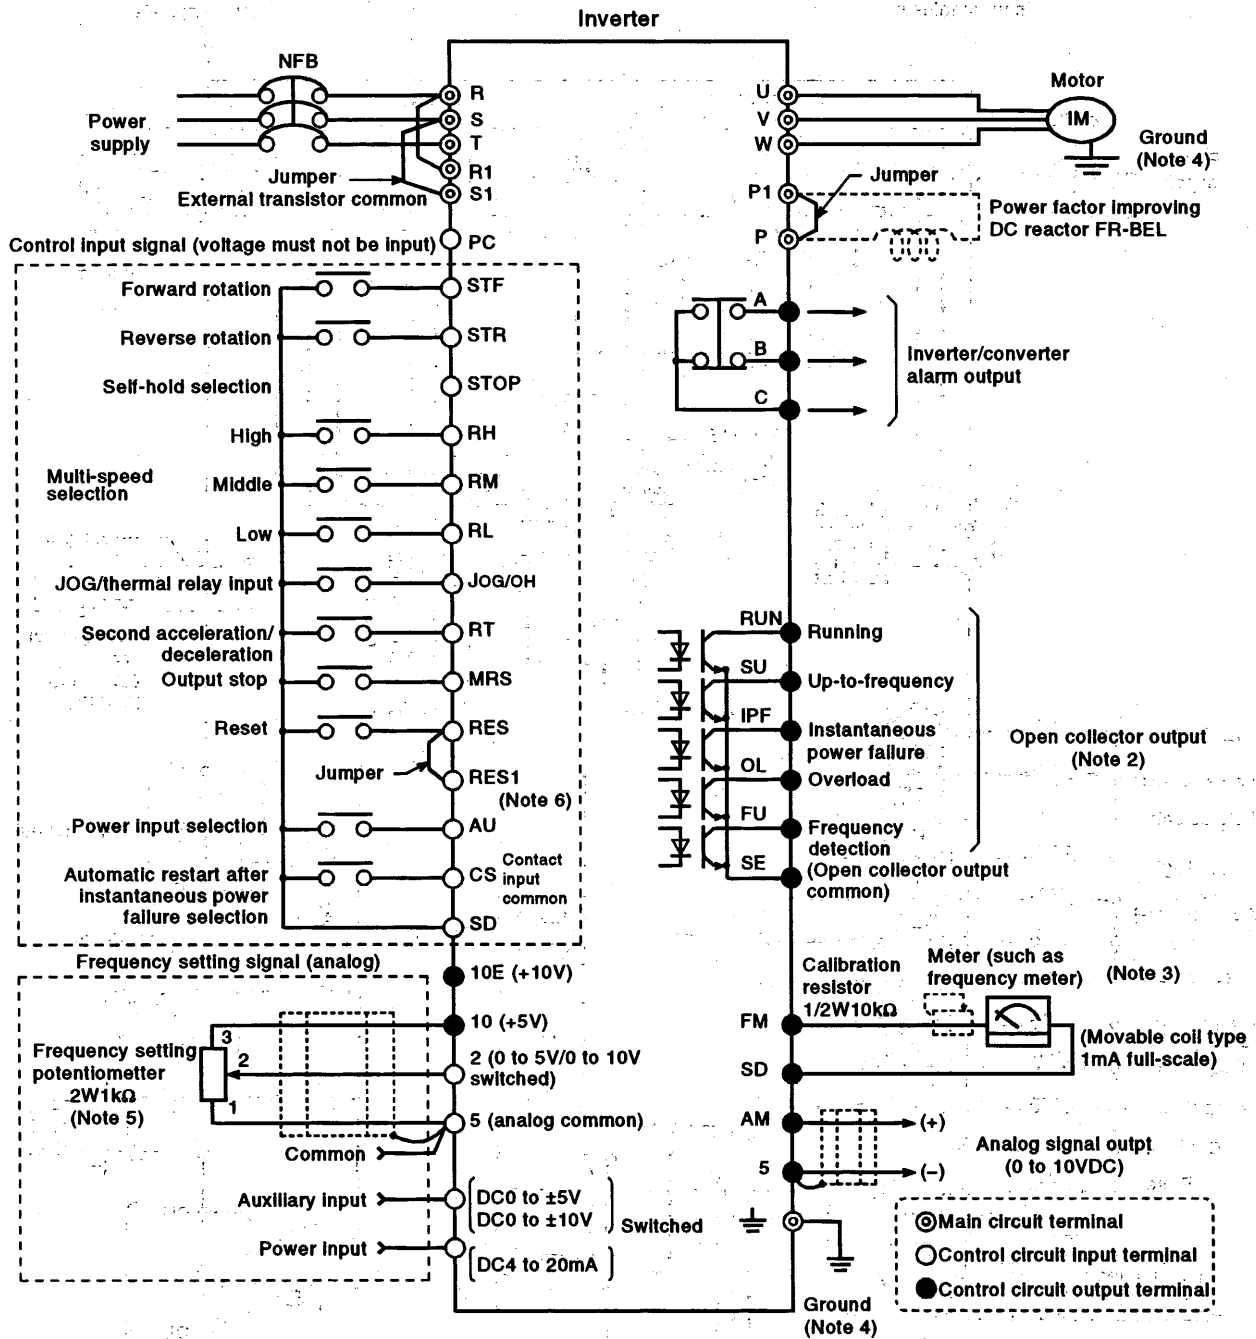 Inverter
NFB
Power
supply
R
S
T
R1
S1
Jumper
External transistor common
PC
Control input signal (voltage must not be input)
Forward rotation
STF
Reverse rotation
STR
Self-hold selection
STOP
Multi-speed
selection
High
RH
Middle
RM
Low
RL
JOG/thermal relay input
JOG/OH
Second acceleration/
deceleration
RT
Output stop
MRS
Reset
RES
Jumper
RES1
(Note 6)
Power input selection
AU
Automatic restart after
instantaneous power
failure selection
CS
Contact
input
common
SD
Frequency setting signal (analog)
10E (+10V)
10 (+5V)
3
2
1
Frequency setting
potentiometter
2W1kΩ
(Note 5)
2 (0 to 5V/0 to 10V
switched)
5 (analog common)
Common
Auxiliary input
DC0 to ±5V
DC0 to ±10V
Switched
Power input
DC4 to 20mA
U
V
W
Motor
IM
Ground
(Note 4)
P1
P
Jumper
Power factor improving
DC reactor FR-BEL
A
B
C
Inverter/converter
alarm output
RUN
Running
SU
Up-to-frequency
IPF
Instantaneous
power failure
OL
Overload
FU
Frequency
detection
SE
(Open collector output
common)
Open collector output
(Note 2)
Calibration
resistor
1/2W10kΩ
Meter (such as
frequency meter)
(Note 3)
FM
SD
(Movable coil type
1mA full-scale)
AM
(+)
5
(−)
Analog signal outpt
(0 to 10VDC)
Ground
(Note 4)
Main circuit terminal
Control circuit input terminal
Control circuit output terminal